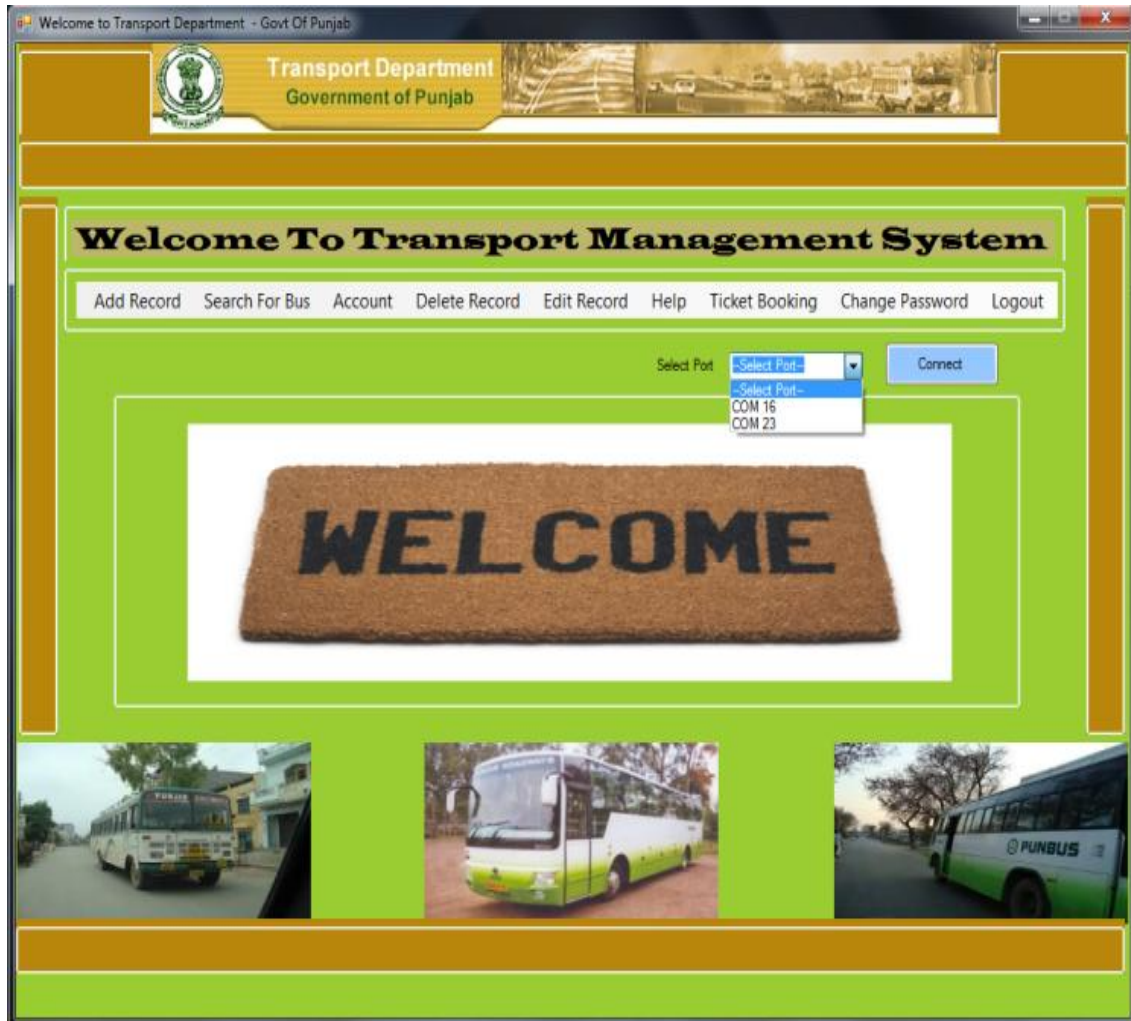 Welcome to Transport Department - Govt Of Punjab
Transport Department
Government of Punjab
Welcome To Transport Management System
Add Record Search For Bus Account Delete Record Edit Record Help Ticket Booking Change Password Logout
Select Port --Select Port-- Connect
--Select Port--
COM 16
COM 23
WELCOME
PUNJAB
PUNBUS